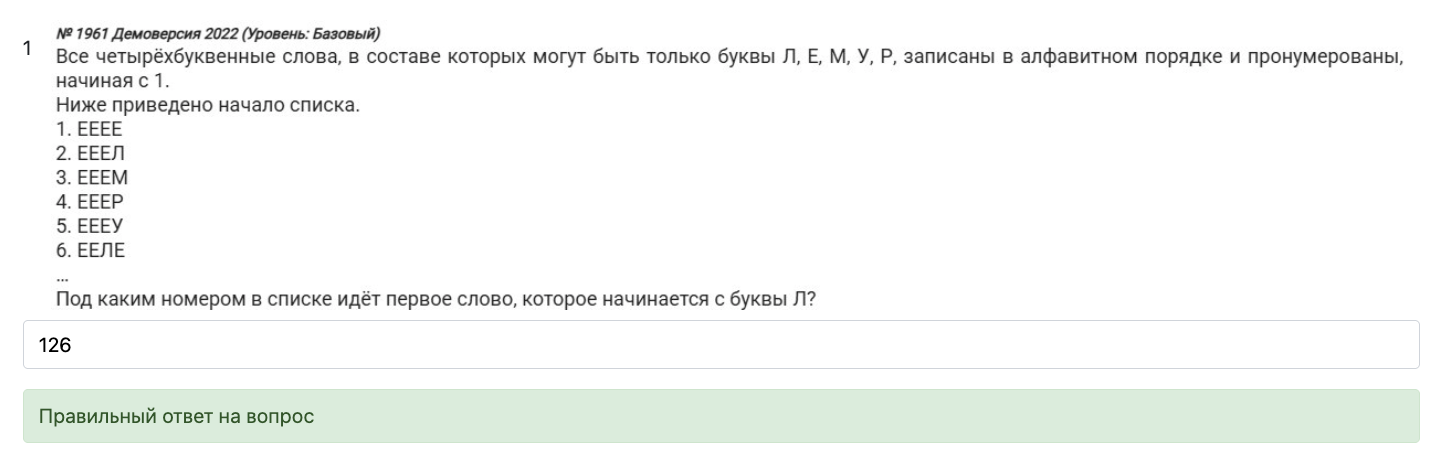 № 1961 Демоверсия 2022 (Уровень: Базовый)
1
Все четырёхбуквенные слова, в составе которых могут быть только буквы Л, Е, М, У, Р, записаны в алфавитном порядке и пронумерованы,
начиная с 1.
Ниже приведено начало списка.
1. ЕЕЕЕ
2. ЕЕЕЛ
3. ЕЕЕМ
4. ЕЕЕР
5. ЕЕЕУ
6. ЕЕЛЕ
...
Под каким номером в списке идёт первое слово, которое начинается с буквы Л?
126
Правильный ответ на вопрос